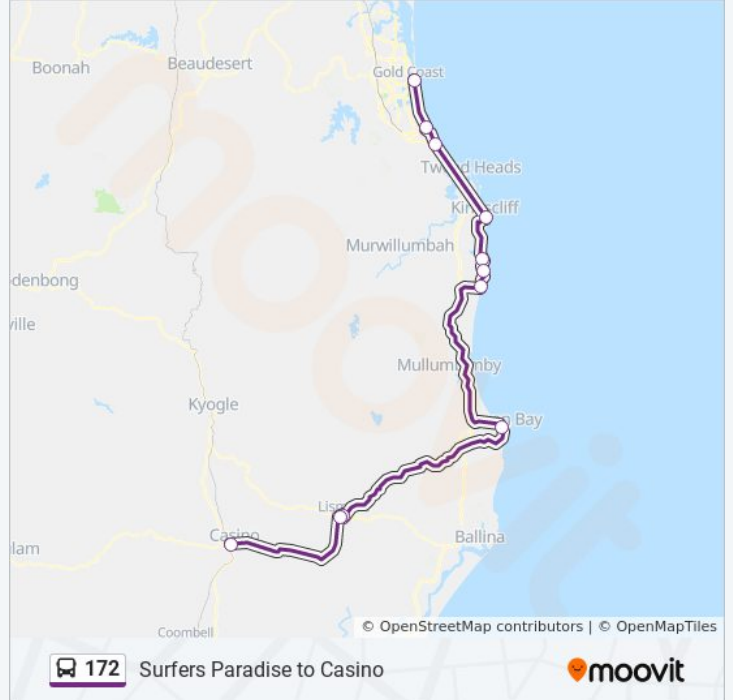 Boonah
Beaudesert
Gold Coast
Tweed Heads
Kingscliff
Murwillumbah
denbong
ville
Mullumbimby
Kyogle
n Bay
Lism
Casino
lam
Ballina
Coombell
© OpenStreetMap contributors | © OpenMapTiles
172 Surfers Paradise to Casino
moovit